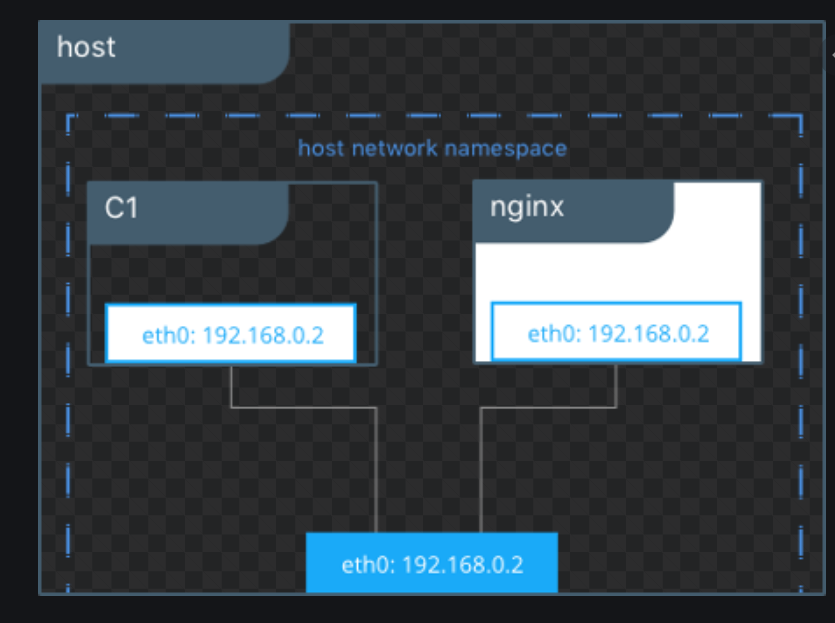 host
host network namespace
C1
nginx
eth0: 192.168.0.2
eth0: 192.168.0.2
eth0: 192.168.0.2